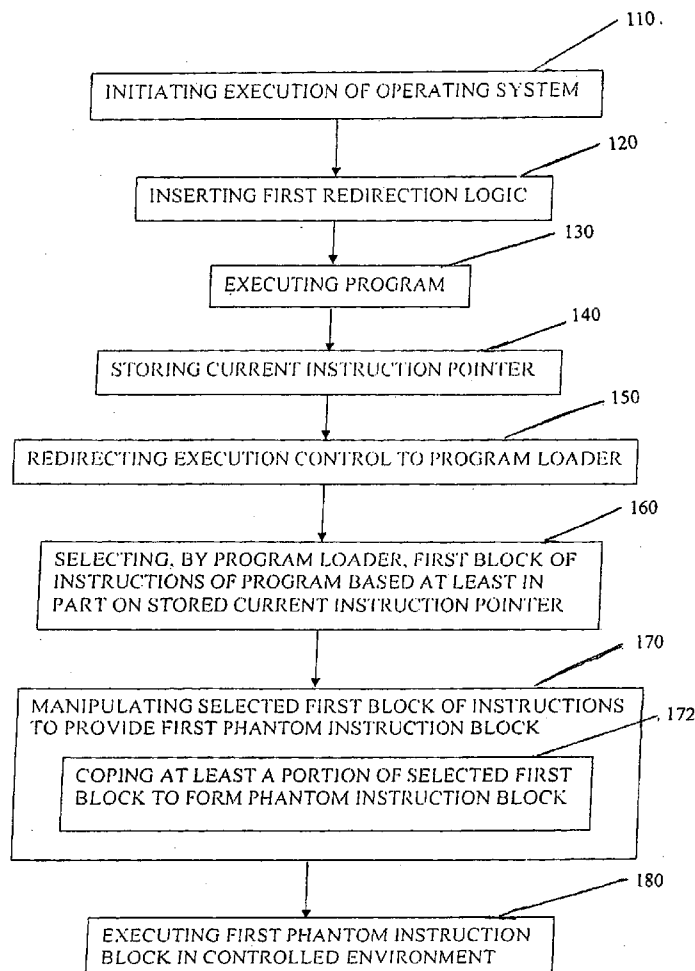 110.
INITIATING EXECUTION OF OPERATING SYSTEM
120
INSERTING FIRST REDIRECTION LOGIC
130
EXECUTING PROGRAM
140
STORING CURRENT INSTRUCTION POINTER
150
REDIRECTING EXECUTION CONTROL TO PROGRAM LOADER
160
SELECTING, BY PROGRAM LOADER, FIRST BLOCK OF
INSTRUCTIONS OF PROGRAM BASED AT LEAST IN
PART ON STORED CURRENT INSTRUCTION POINTER
170
MANIPULATING SELECTED FIRST BLOCK OF INSTRUCTIONS
TO PROVIDE FIRST PHANTOM INSTRUCTION BLOCK
172
COPING AT LEAST A PORTION OF SELECTED FIRST
BLOCK TO FORM PHANTOM INSTRUCTION BLOCK
180
EXECUTING FIRST PHANTOM INSTRUCTION
BLOCK IN CONTROLLED ENVIRONMENT